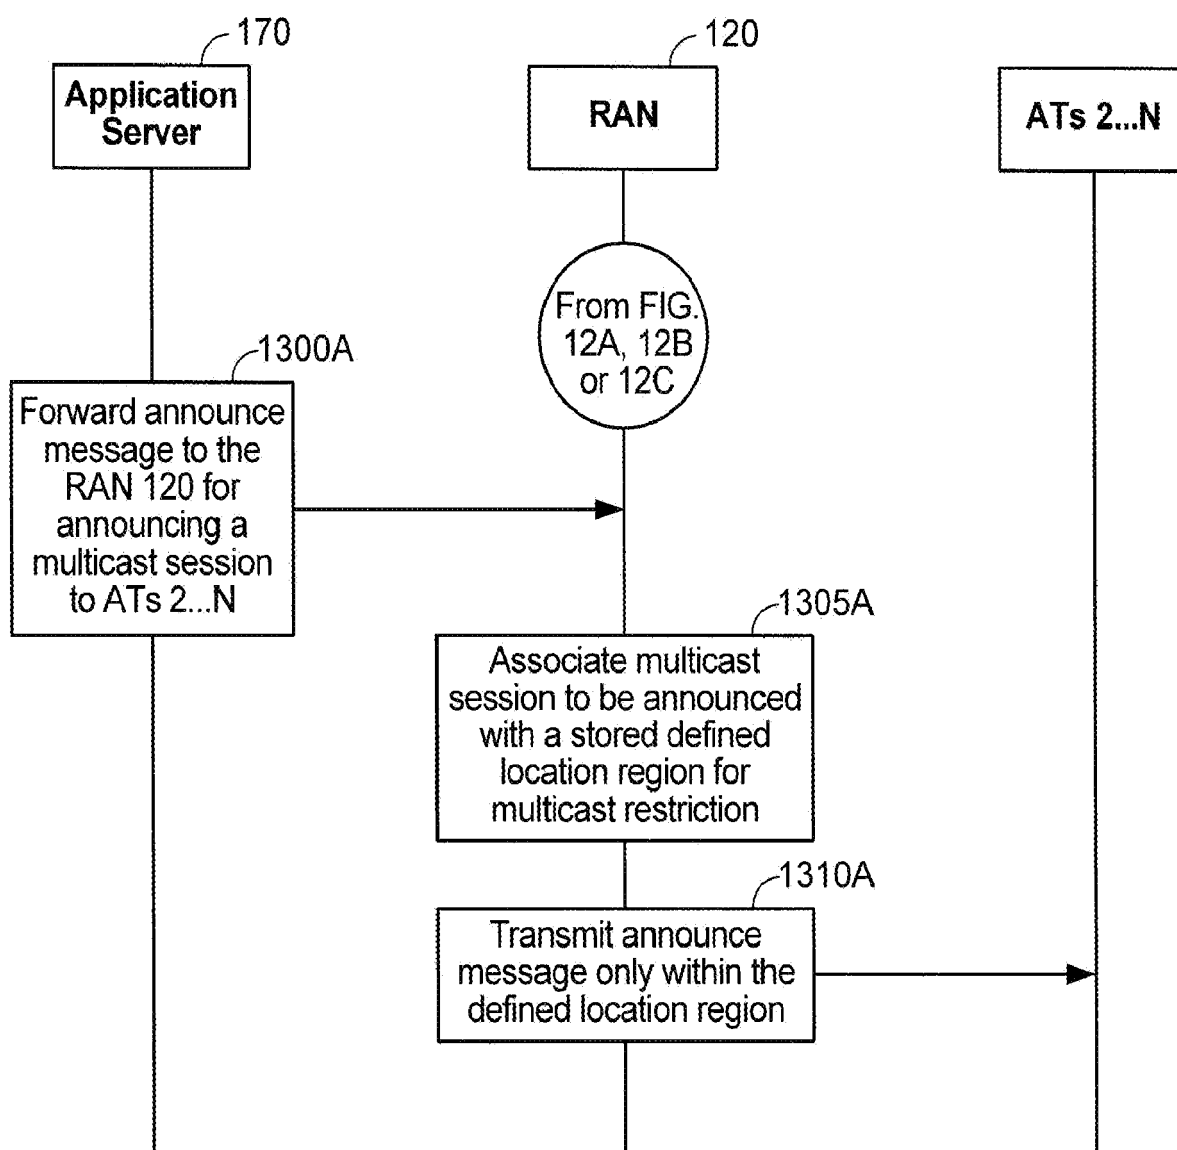 170
120
Application
Server
RAN
ATs 2...N
From FIG.
12A, 12B
or 12C
1300A
Forward announce
message to the
RAN 120 for
announcing a
multicast session
to ATs 2...N
1305A
Associate multicast
session to be announced
with a stored defined
location region for
multicast restriction
1310A
Transmit announce
message only within the
defined location region